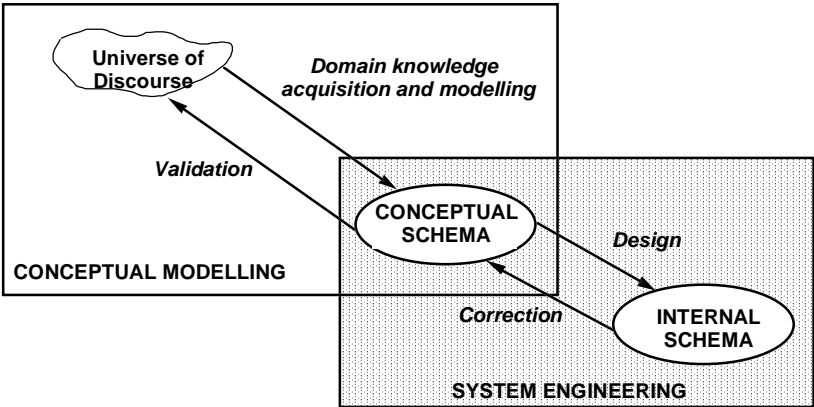 Universe of
Discourse
Domain knowledge
acquisition and modelling
Validation
CONCEPTUAL
SCHEMA
Design
CONCEPTUAL MODELLING
Correction
INTERNAL
SCHEMA
SYSTEM ENGINEERING